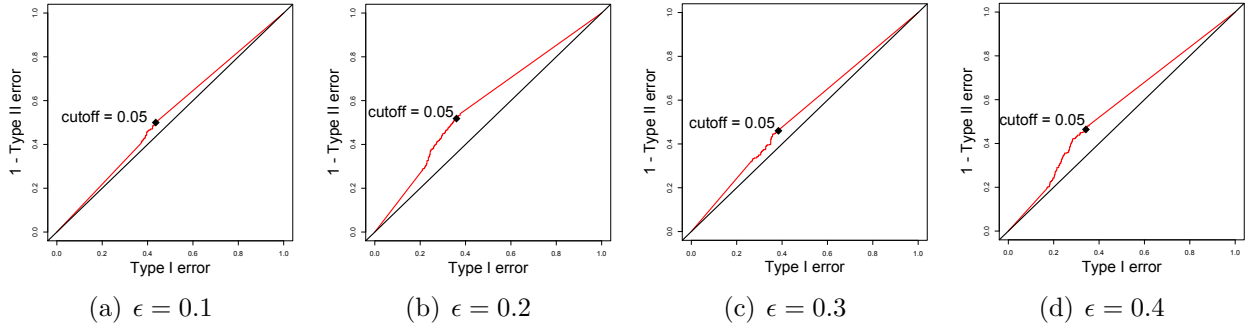 1 - Type II error
1.0
0.8
0.6
0.4
0.2
0.0
cutoff = 0.05
0.0 0.2 0.4 0.6 0.8 1.0
Type I error
(a) ϵ = 0.1
1 - Type II error
1.0
0.8
0.6
0.4
0.2
0.0
cutoff = 0.05
0.0 0.2 0.4 0.6 0.8 1.0
Type I error
(b) ϵ = 0.2
1 - Type II error
1.0
0.8
0.6
0.4
0.2
0.0
cutoff = 0.05
0.0 0.2 0.4 0.6 0.8 1.0
Type I error
(c) ϵ = 0.3
1 - Type II error
1.0
0.8
0.6
0.4
0.2
0.0
cutoff = 0.05
0.0 0.2 0.4 0.6 0.8 1.0
Type I error
(d) ϵ = 0.4